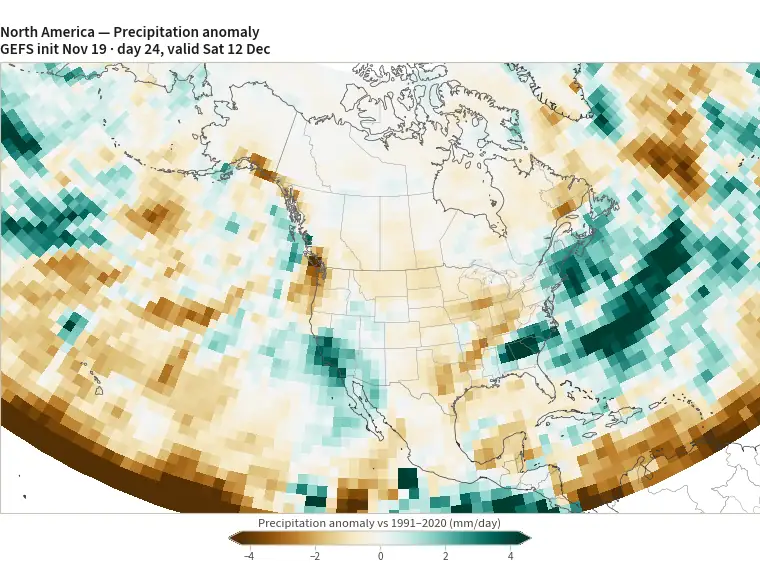 North America — Precipitation anomaly
GEFS init Nov 19 · day 24, valid Sat 12 Dec
Precipitation anomaly vs 1991–2020 (mm/day)
−4 −2 0 2 4